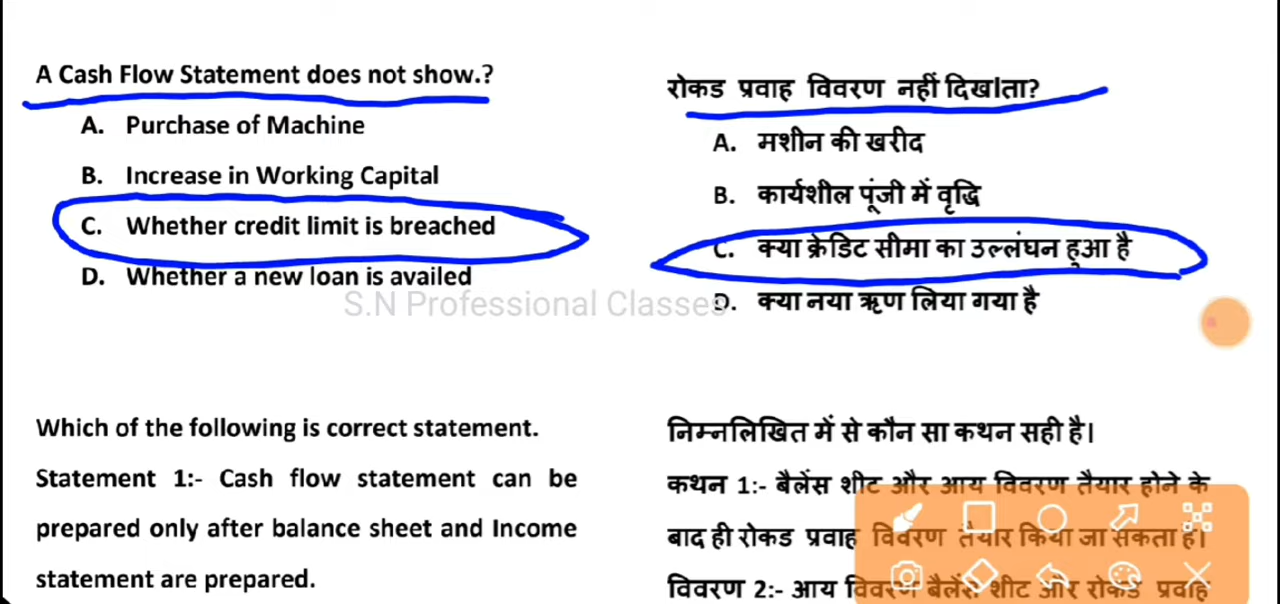 A Cash Flow Statement does not show.?
A. Purchase of Machine
B. Increase in Working Capital
C. Whether credit limit is breached
D. Whether a new loan is availed
रोकड प्रवाह विवरण नहीं दिखाता?
A. मशीन की खरीद
B. कार्यशील पूंजी में वृद्धि
C. क्या क्रेडिट सीमा का उल्लंघन हुआ है
D. क्या नया ऋण लिया गया है
S.N Professional Classes
Which of the following is correct statement.
Statement 1:- Cash flow statement can be
prepared only after balance sheet and Income
statement are prepared.
निम्नलिखित में से कौन सा कथन सही है।
कथन 1:- बैलेंस शीट और आय विवरण तैयार होने के
बाद ही रोकड प्रवाह विवरण तैयार किया जा सकता है।
विवरण 2:- आय विवरण बैलेंस शीट और रोकड प्रवाह